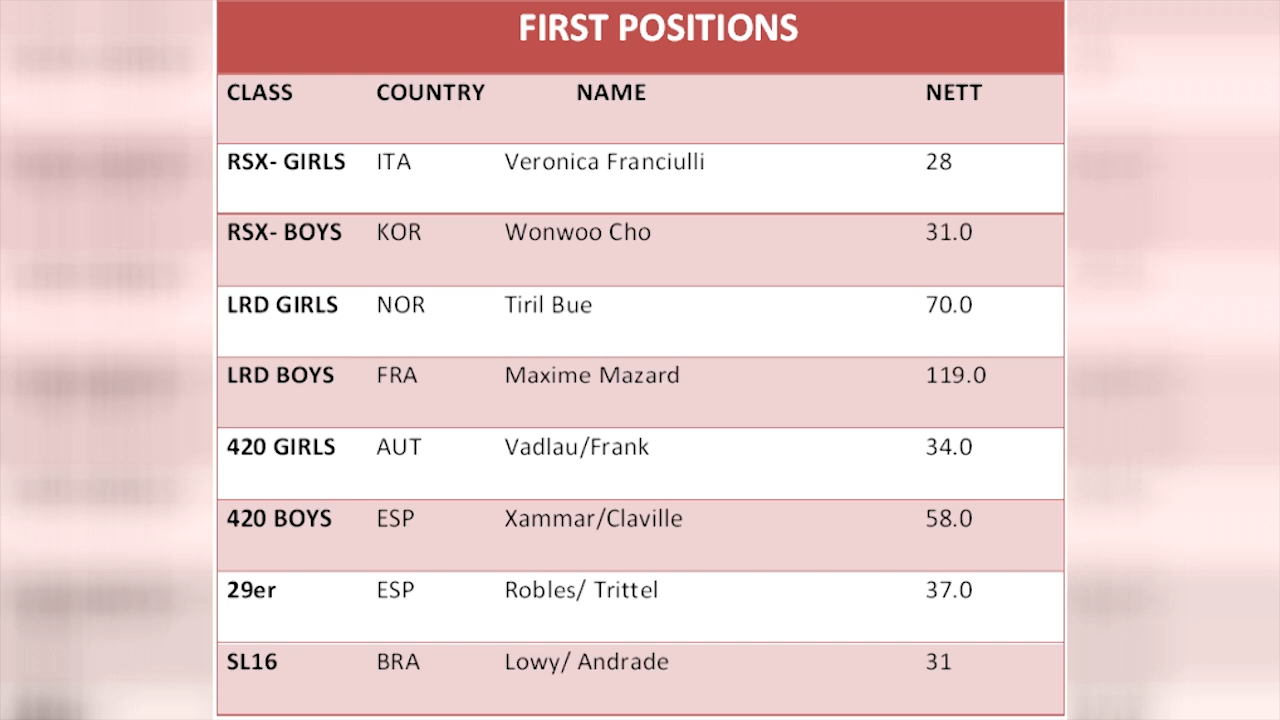 FIRST POSITIONS
CLASS COUNTRY NAME NETT
RSX- GIRLS ITA Veronica Franciulli 28
RSX- BOYS KOR Wonwoo Cho 31.0
LRD GIRLS NOR Tiril Bue 70.0
LRD BOYS FRA Maxime Mazard 119.0
420 GIRLS AUT Vadlau/Frank 34.0
420 BOYS ESP Xammar/Claville 58.0
29er ESP Robles/ Trittel 37.0
SL16 BRA Lowy/ Andrade 31